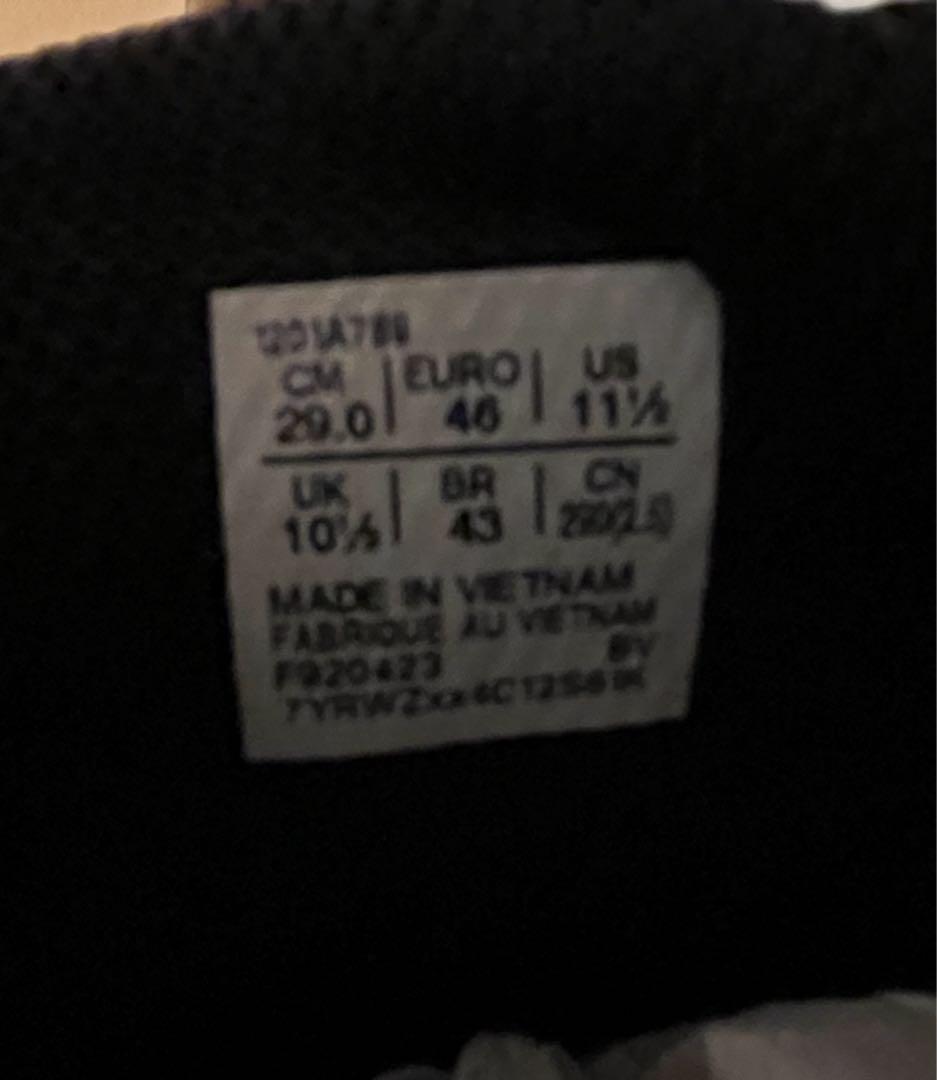 1201A789
CM | EURO | US
29.0 | 46 | 11½
UK | BR | CN
10½ | 43 | 290(2.5)
MADE IN VIETNAM
FABRIQUE AU VIETNAM
F920423 BV